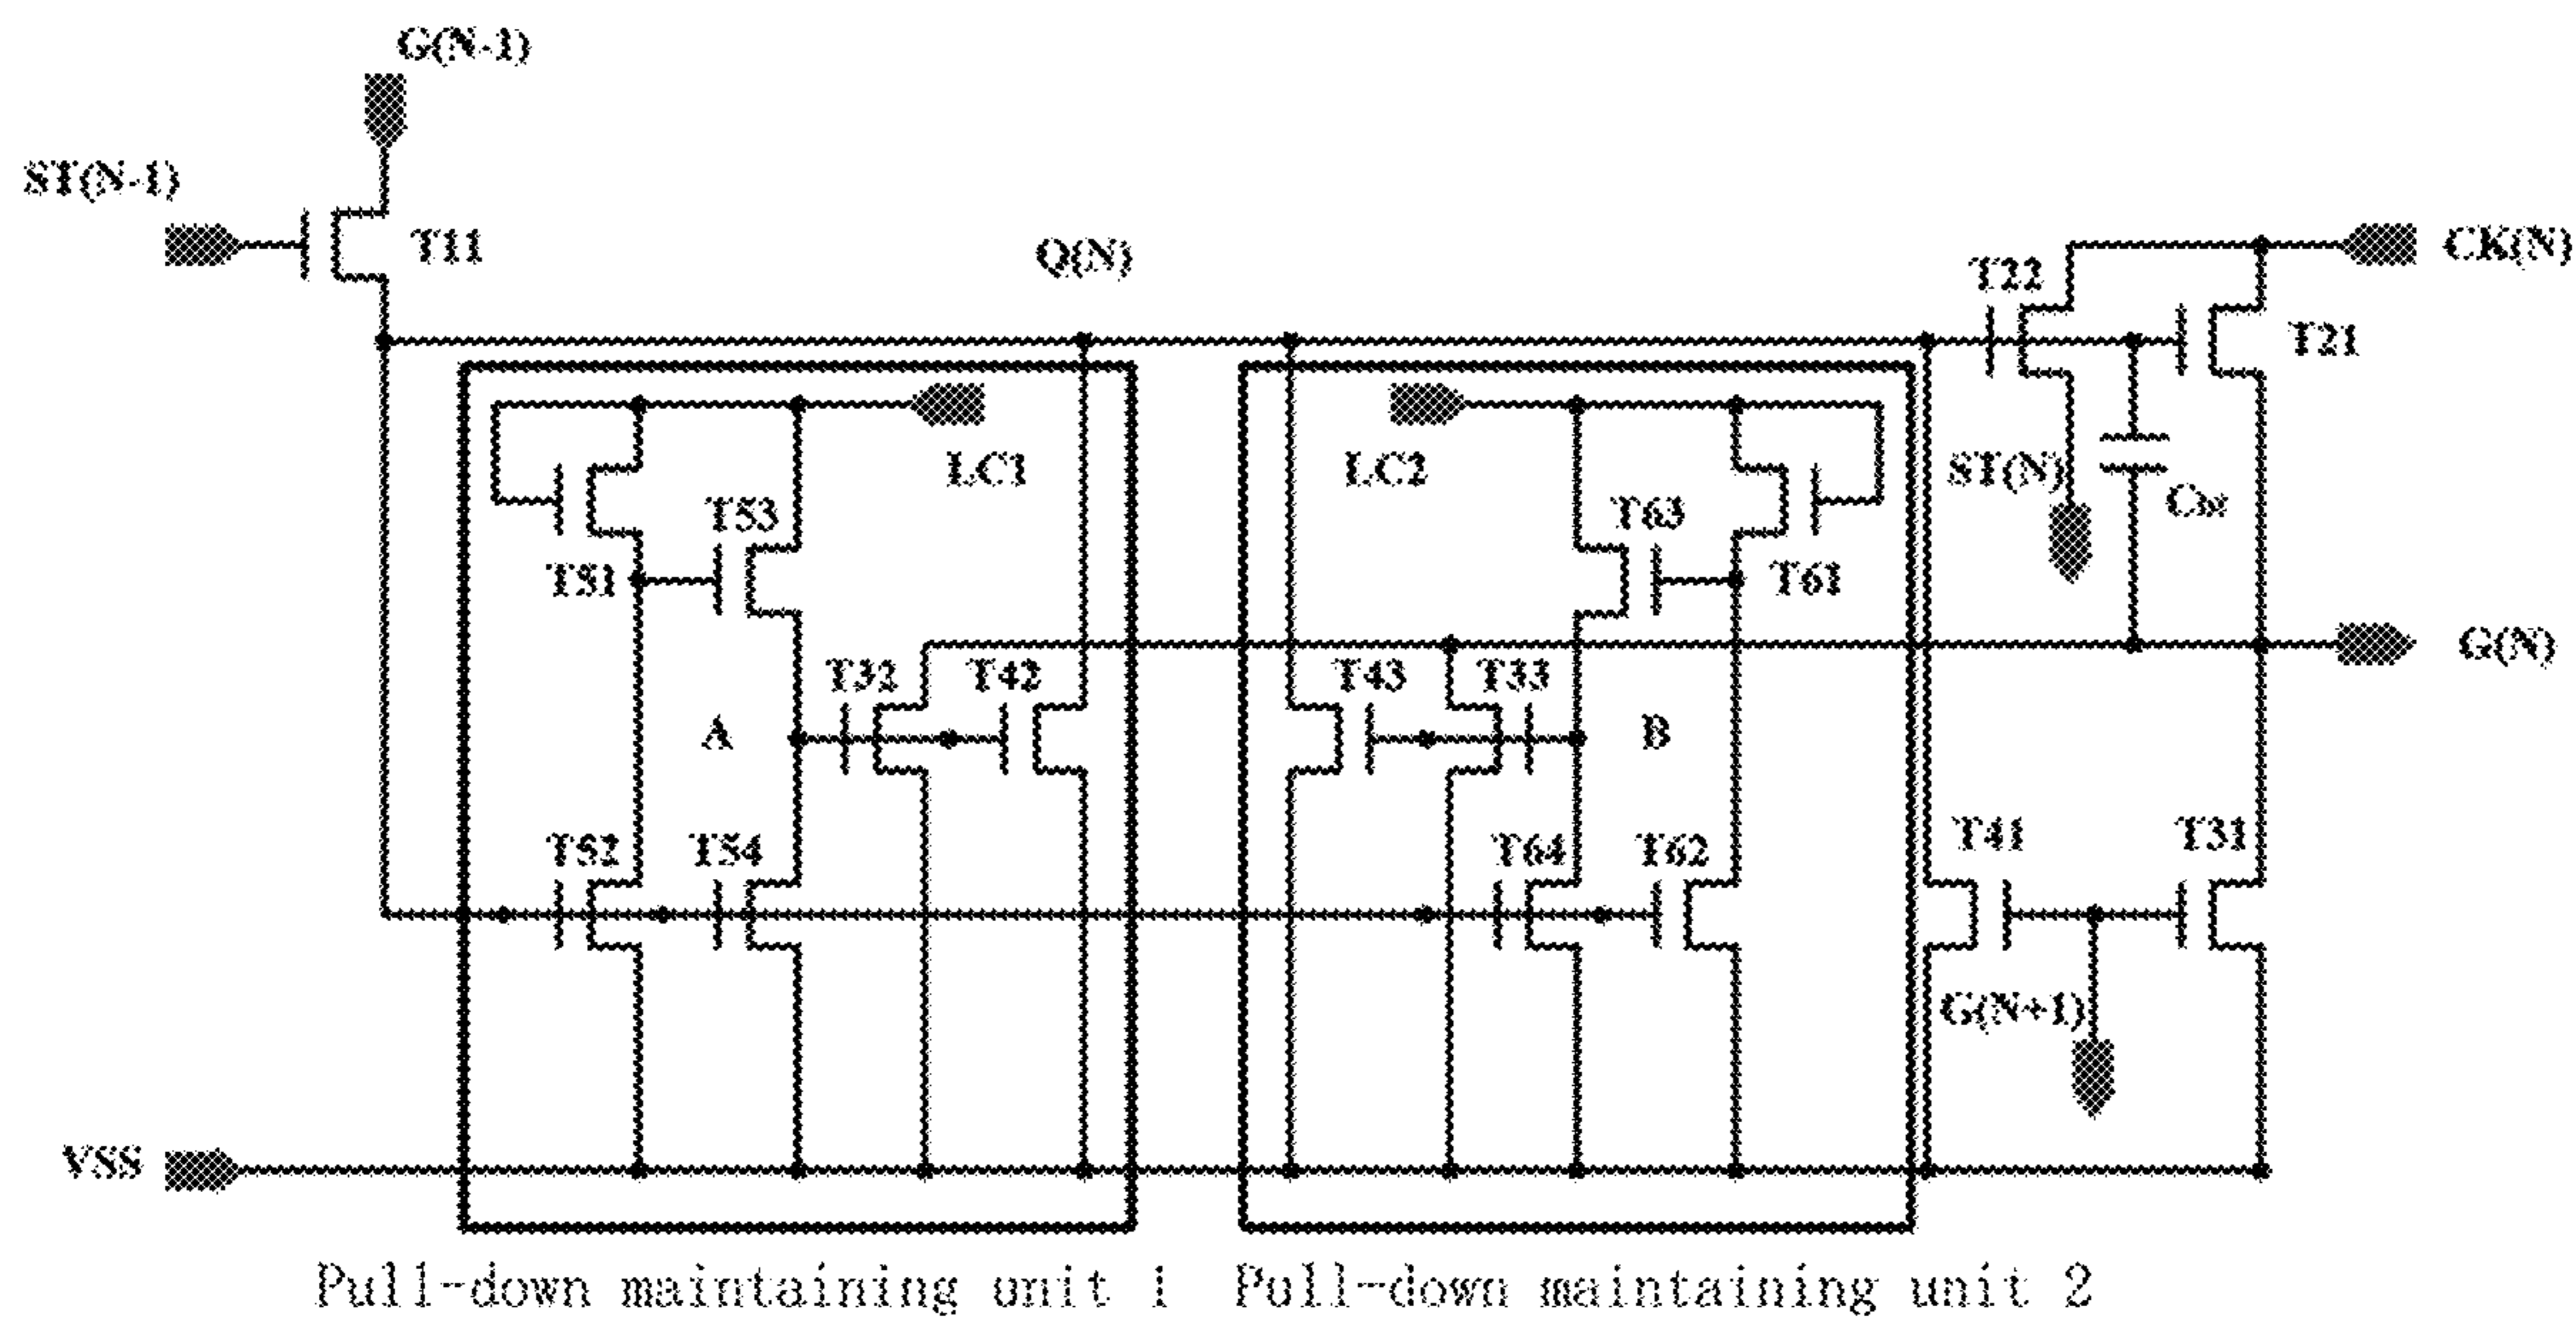 G(N-1)
ST(N-1)
T11
Q(N)
T22
CK(N)
T21
LC1
LC2
ST(N)
Cbt
T53
T63
T51
T61
T32
T42
T43
T33
G(N)
A
B
T52
T54
T64
T62
T41
T31
G(N+1)
VSS
Pull-down maintaining unit 1
Pull-down maintaining unit 2